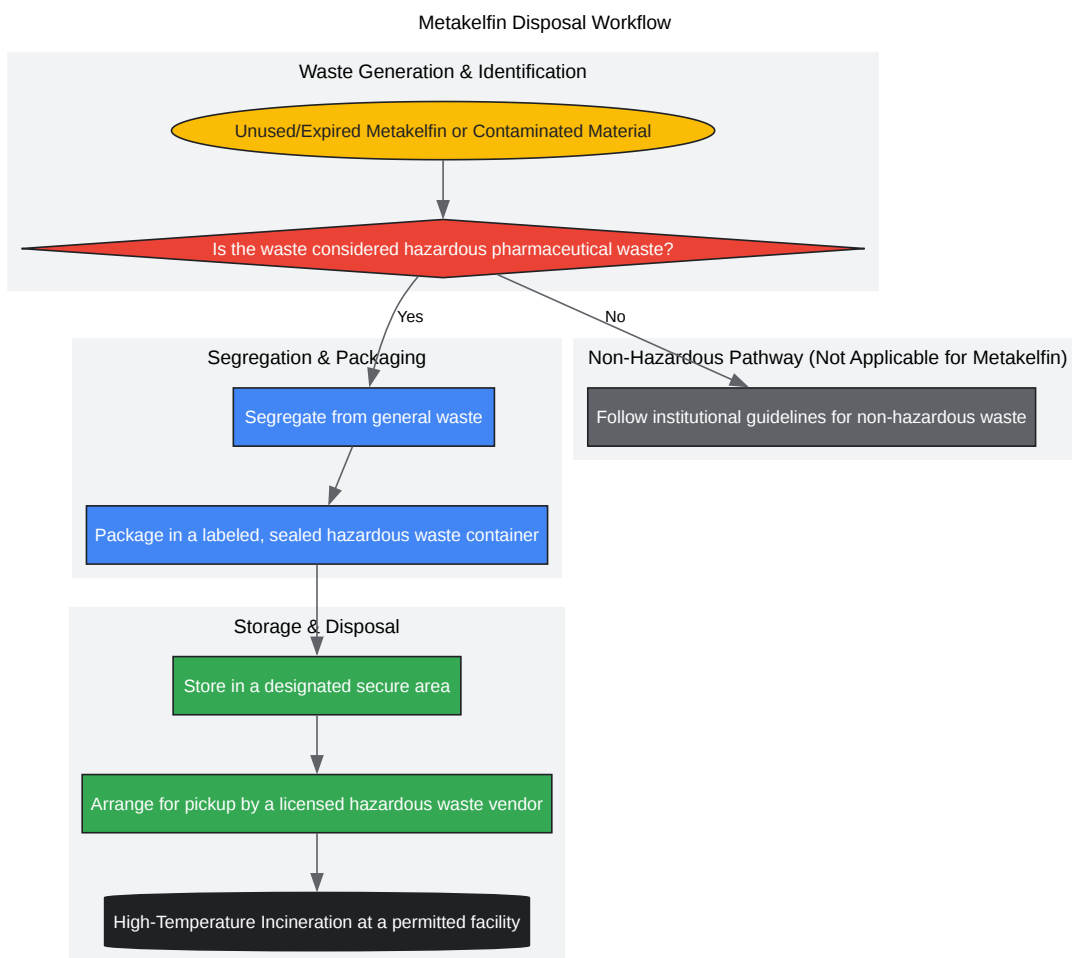 Metakelfin Disposal Workflow
Waste Generation & Identification
Unused/Expired Metakelfin or Contaminated Material
Is the waste considered hazardous pharmaceutical waste?
Yes
No
Segregation & Packaging
Non-Hazardous Pathway (Not Applicable for Metakelfin)
Segregate from general waste
Follow institutional guidelines for non-hazardous waste
Package in a labeled, sealed hazardous waste container
Storage & Disposal
Store in a designated secure area
Arrange for pickup by a licensed hazardous waste vendor
High-Temperature Incineration at a permitted facility